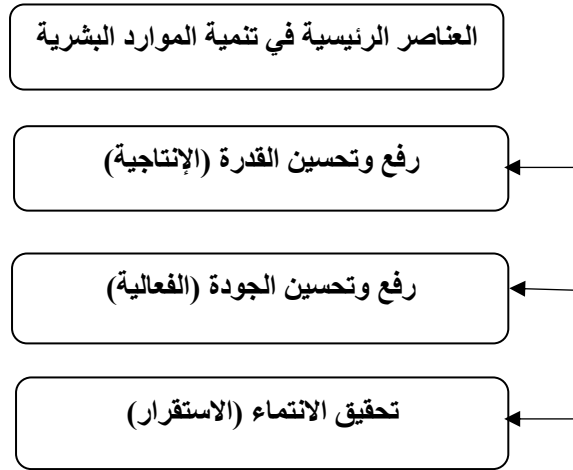 العناصر الرئيسية في تنمية الموارد البشرية
رفع وتحسين القدرة (الإنتاجية)
رفع وتحسين الجودة (الفعالية)
تحقيق الانتماء (الاستقرار)